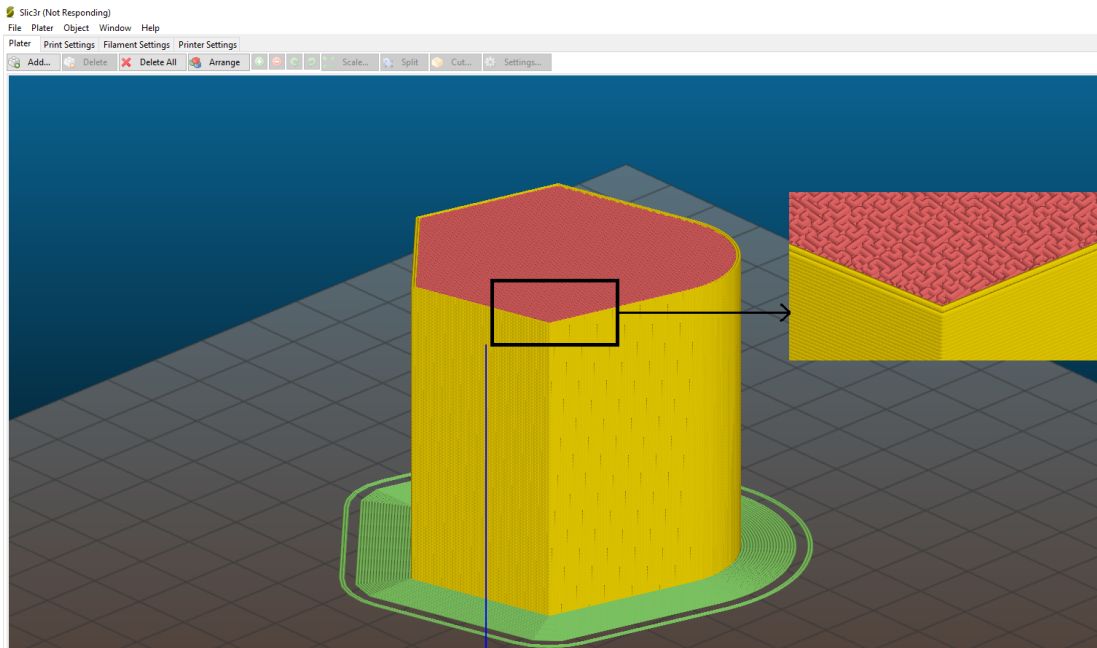 Slic3r (Not Responding)
File Plater Object Window Help
Plater Print Settings Filament Settings Printer Settings
Add... Delete Delete All Arrange Scale... Split Cut... Settings...